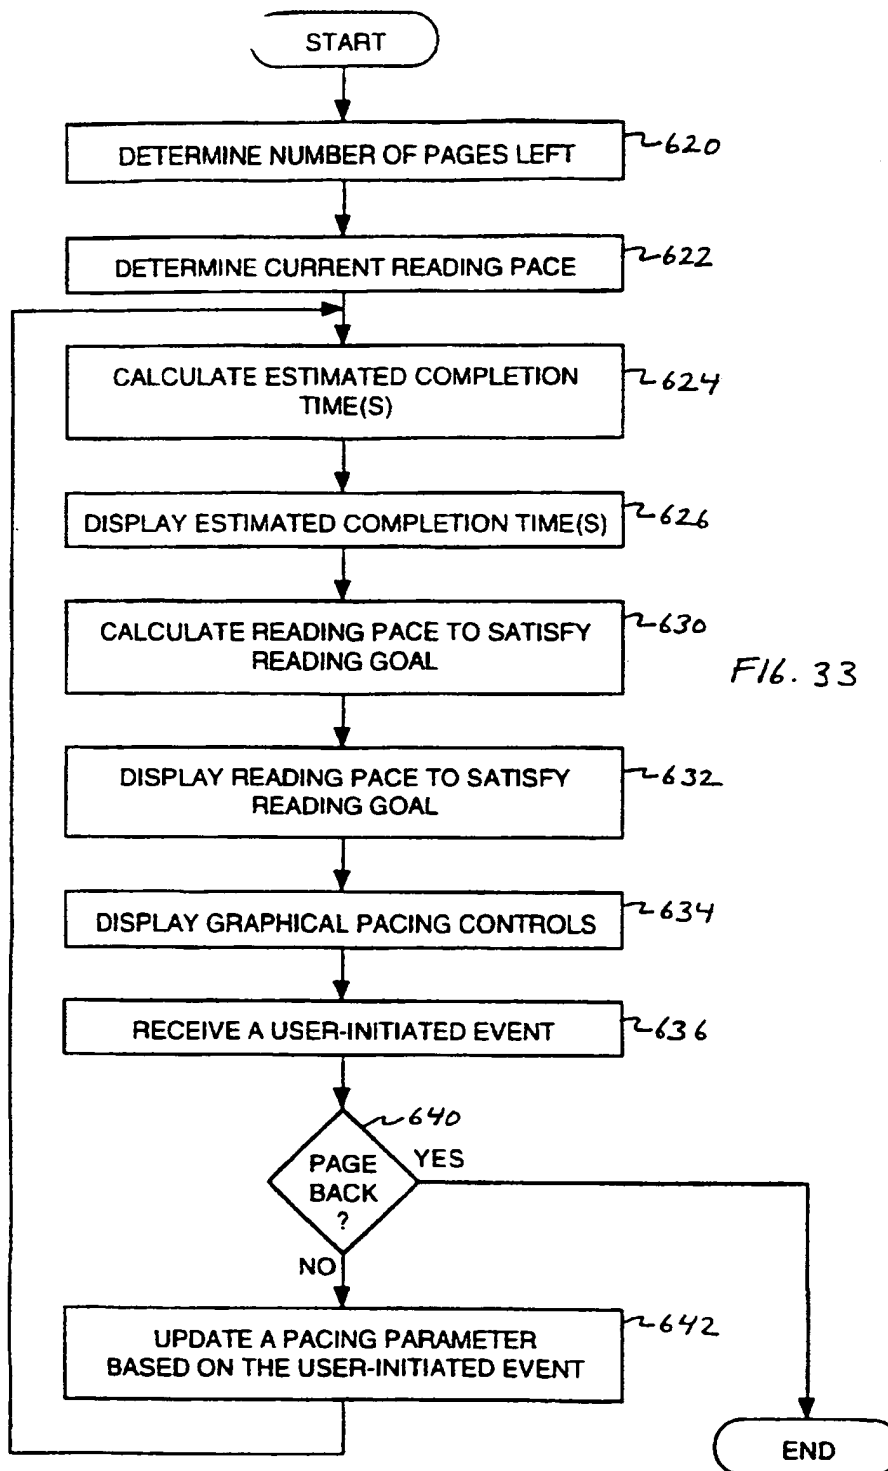 START
DETERMINE NUMBER OF PAGES LEFT
620
DETERMINE CURRENT READING PACE
622
CALCULATE ESTIMATED COMPLETION
TIME(S)
624
DISPLAY ESTIMATED COMPLETION TIME(S)
626
CALCULATE READING PACE TO SATISFY
READING GOAL
630
FIG. 33
DISPLAY READING PACE TO SATISFY
READING GOAL
632
DISPLAY GRAPHICAL PACING CONTROLS
634
RECEIVE A USER-INITIATED EVENT
636
640
PAGE
BACK
?
YES
NO
UPDATE A PACING PARAMETER
BASED ON THE USER-INITIATED EVENT
642
END